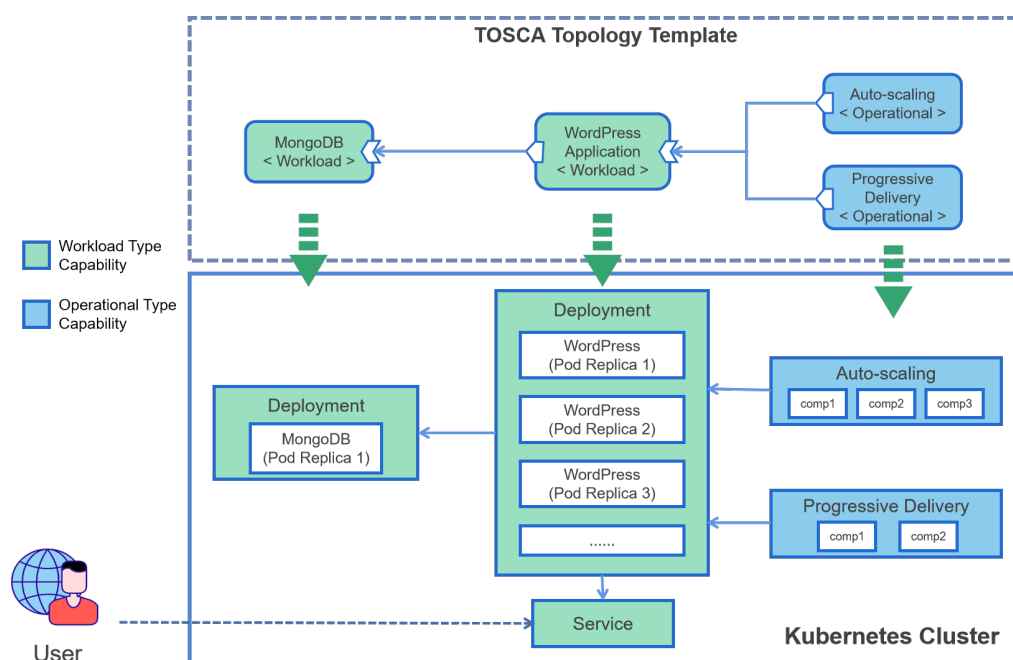 TOSCA Topology Template
MongoDB
< Workload >
WordPress
Application
< Workload >
Auto-scaling
< Operational >
Progressive
Delivery
< Operational >
Workload Type
Capability
Operational Type
Capability
Deployment
WordPress
(Pod Replica 1)
WordPress
(Pod Replica 2)
WordPress
(Pod Replica 3)
......
Deployment
MongoDB
(Pod Replica 1)
Auto-scaling
comp1
comp2
comp3
Progressive Delivery
comp1
comp2
Service
User
Kubernetes Cluster